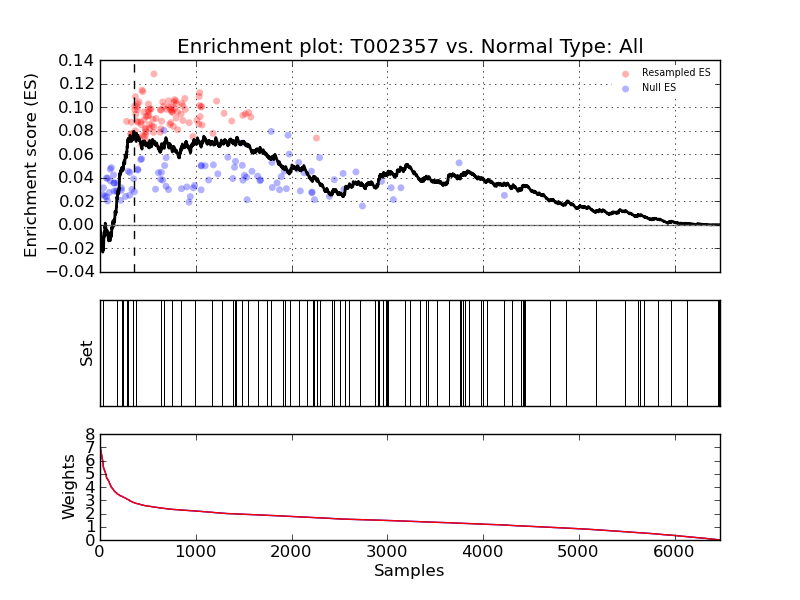 Enrichment plot: T002357 vs. Normal Type: All
Enrichment score (ES)
0.14
0.12
0.10
0.08
0.06
0.04
0.02
0.00
−0.02
−0.04
Resampled ES
Null ES
Set
Weights
8
7
6
5
4
3
2
1
0
0 1000 2000 3000 4000 5000 6000
Samples